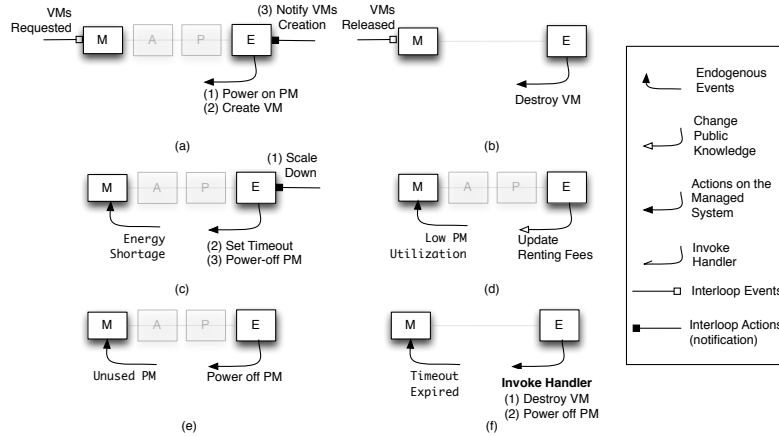 VMs
Requested
M
A
P
E
(3) Notify VMs
Creation
(1) Power on PM
(2) Create VM
(a)
VMs
Released
M
E
Destroy VM
(b)
M
A
P
E
(1) Scale
Down
Energy
Shortage
(2) Set Timeout
(3) Power-off PM
(c)
M
A
P
E
Low PM
Utilization
Update
Renting Fees
(d)
M
A
P
E
Unused PM
Power off PM
(e)
M
E
Timeout
Expired
Invoke Handler
(1) Destroy VM
(2) Power off PM
(f)
Endogenous
Events
Change
Public
Knowledge
Actions on the
Managed
System
Invoke
Handler
Interloop Events
Interloop Actions
(notification)